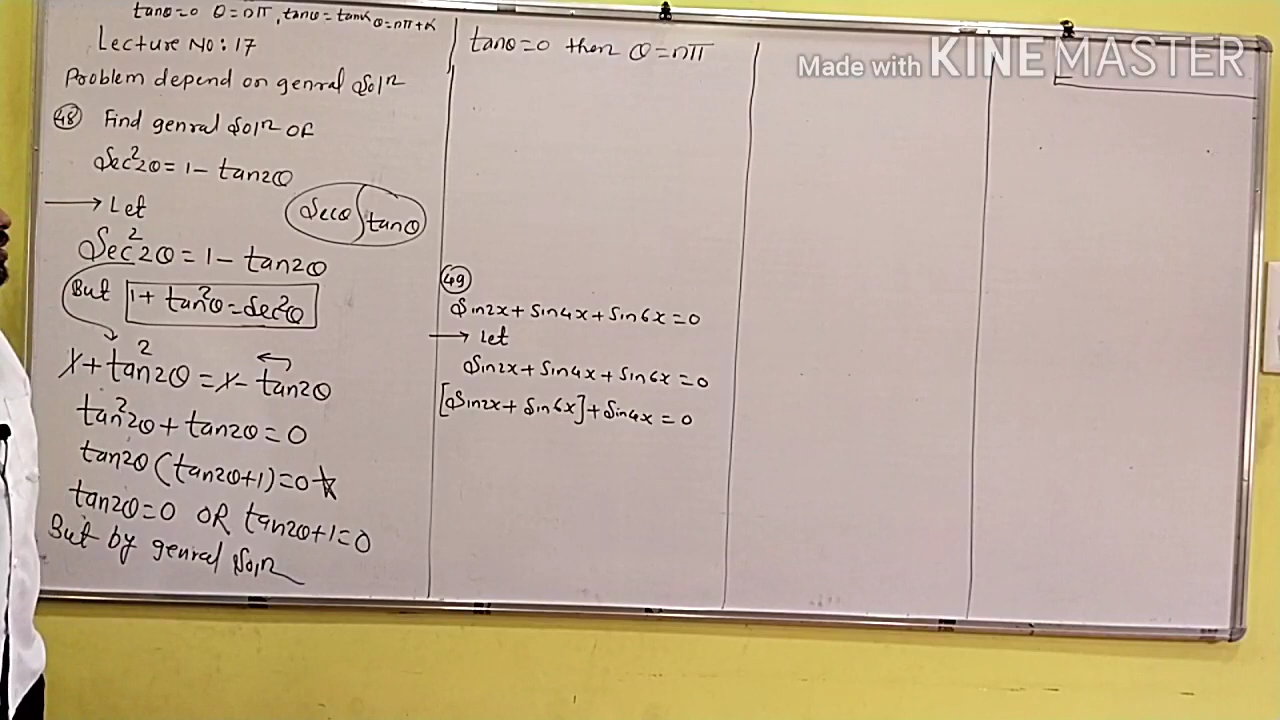 tanθ=0 θ=nπ, tanθ=tanα θ=nπ+α
Lecture No: 17
Problem depend on genral Solⁿ
48 Find genral Solⁿ OF
Sec²2θ = 1 - tan2θ
→ Let
Secθ tanθ
Sec²2θ = 1 - tan2θ
But 1 + tan²θ = Sec²θ
1 + tan²2θ = 1 - tan2θ
tan²2θ + tan2θ = 0
tan2θ (tan2θ+1) = 0
tan2θ = 0 OR tan2θ+1 = 0
But by genral Solⁿ
tanθ = 0 then θ = nπ
49
Sin2x + Sin4x + Sin6x = 0
→ Let
Sin2x + Sin4x + Sin6x = 0
[Sin2x + Sin6x] + Sin4x = 0
Made with KINEMASTER